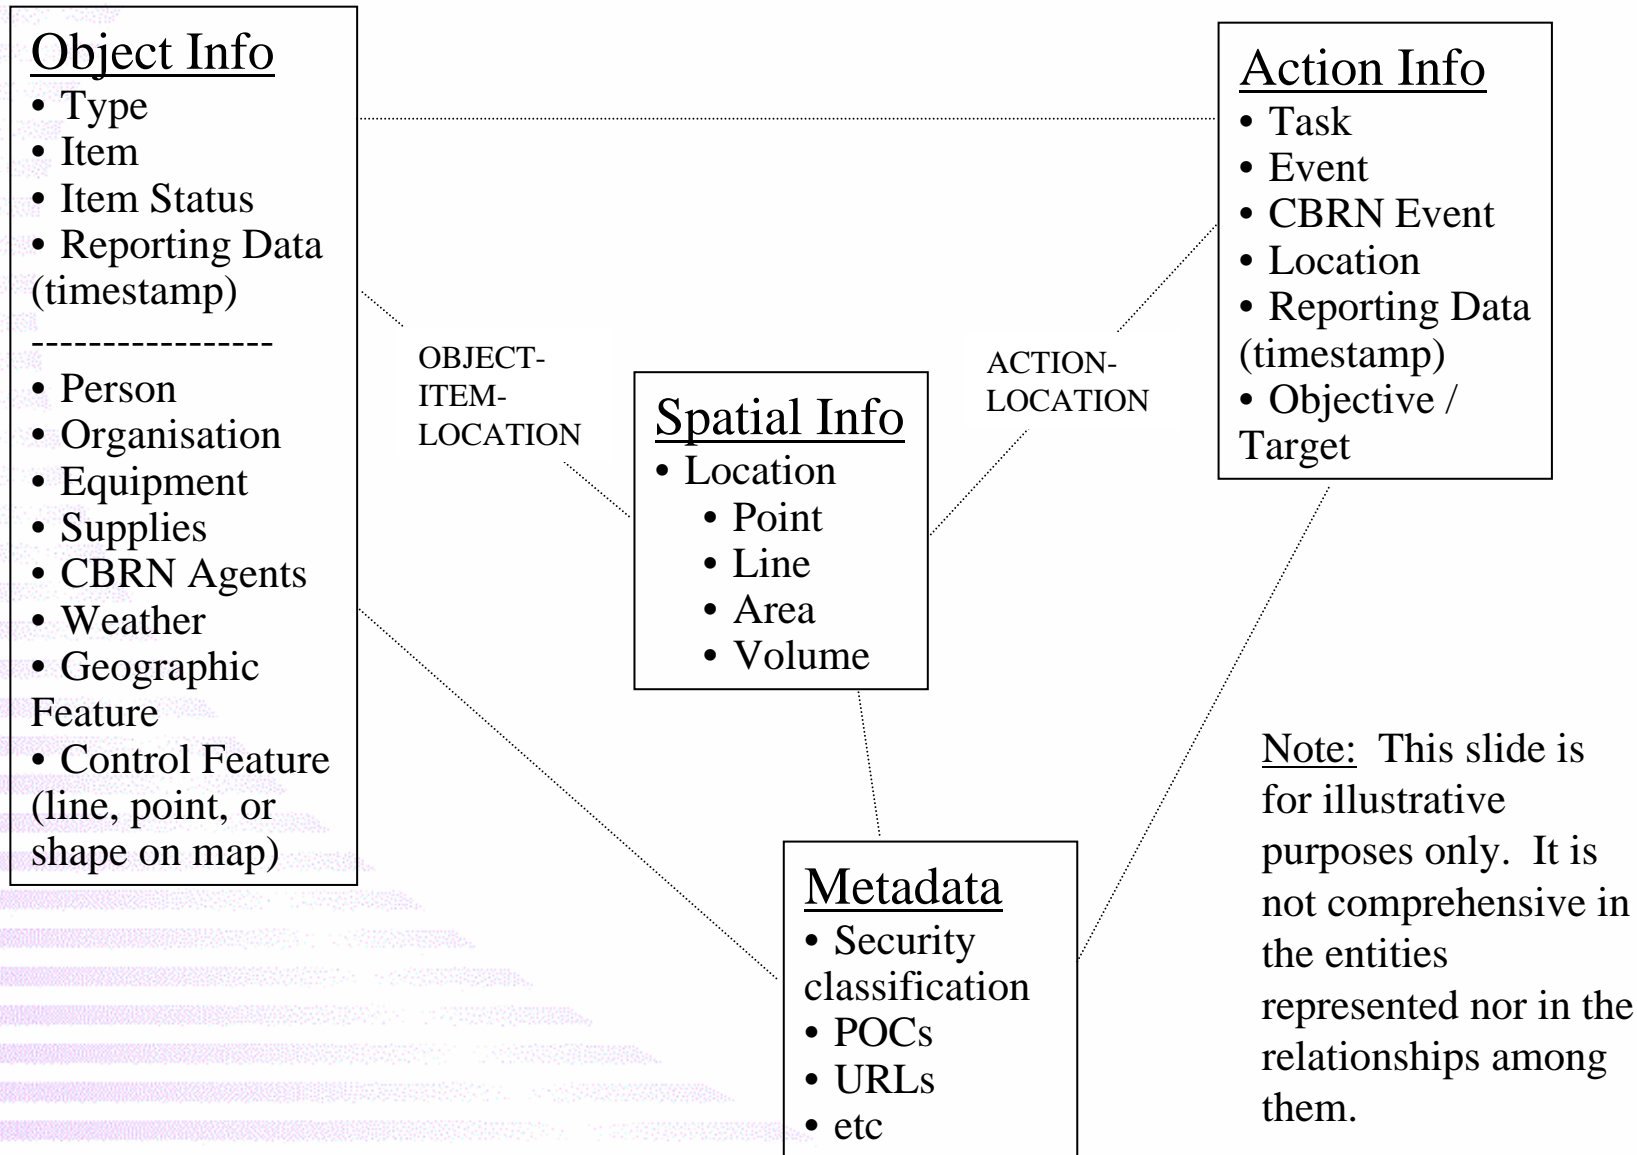 Object Info
• Type
• Item
• Item Status
• Reporting Data
(timestamp)
-----------------
• Person
• Organisation
• Equipment
• Supplies
• CBRN Agents
• Weather
• Geographic
Feature
• Control Feature
(line, point, or
shape on map)
OBJECT-
ITEM-
LOCATION
Spatial Info
• Location
• Point
• Line
• Area
• Volume
ACTION-
LOCATION
Action Info
• Task
• Event
• CBRN Event
• Location
• Reporting Data
(timestamp)
• Objective /
Target
Metadata
• Security
classification
• POCs
• URLs
• etc
Note: This slide is
for illustrative
purposes only. It is
not comprehensive in
the entities
represented nor in the
relationships among
them.